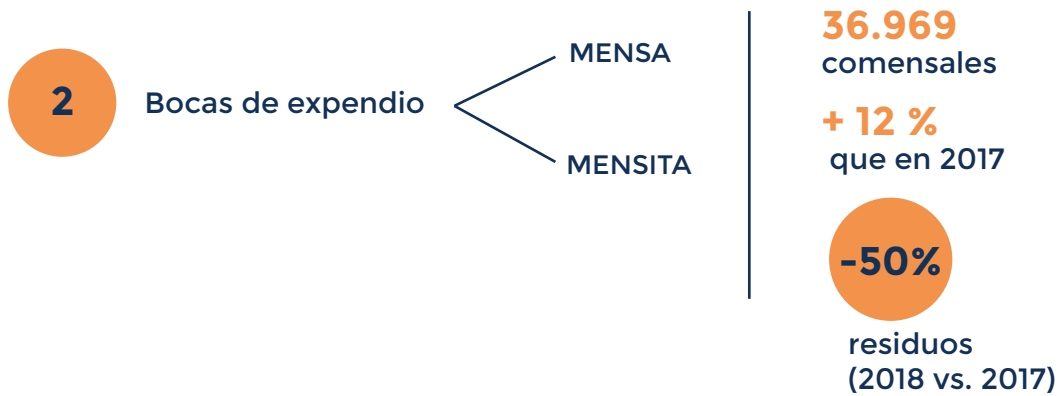 2
Bocas de expendio
MENSA
MENSITA
36.969
comensales
+ 12 %
que en 2017
-50%
residuos
(2018 vs. 2017)